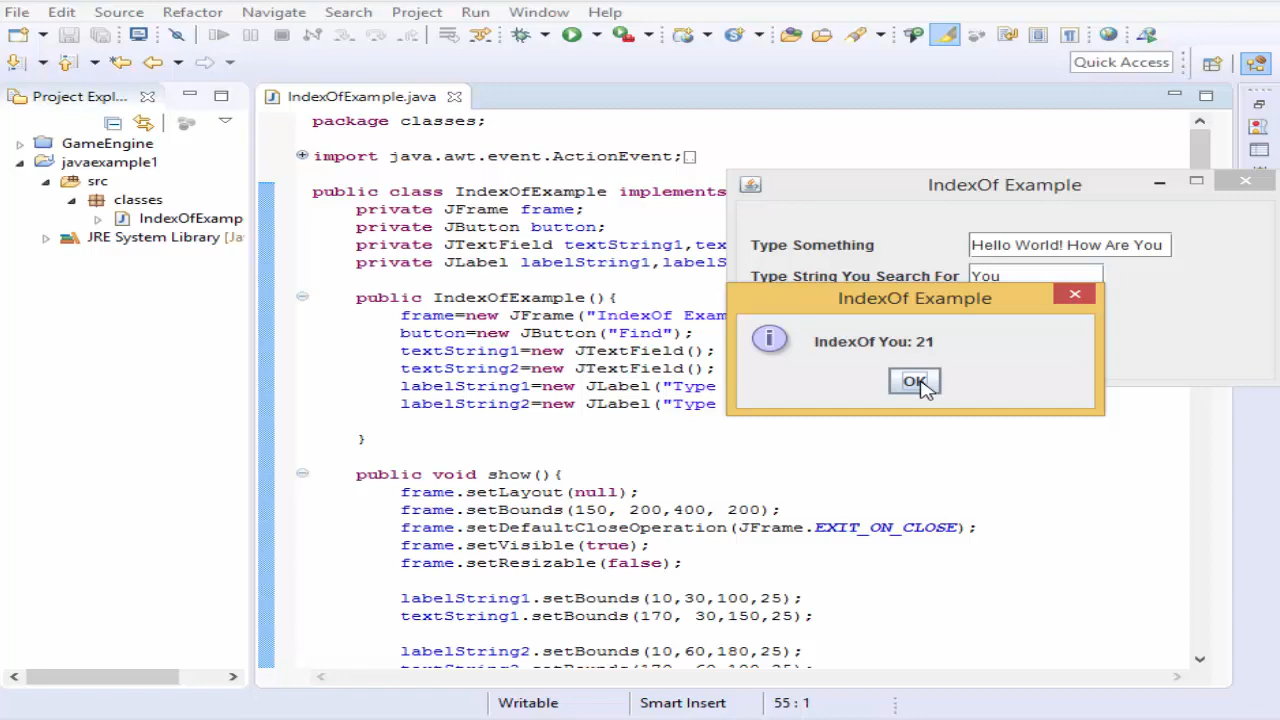 File Edit Source Refactor Navigate Search Project Run Window Help
Quick Access
Project Expl...
IndexOfExample.java
GameEngine
javaexample1
src
classes
IndexOfExamp
JRE System Library [Ja
package classes;
import java.awt.event.ActionEvent;
public class IndexOfExample implements
private JFrame frame;
private JButton button;
private JTextField textString1,tex
private JLabel labelString1,labelS
public IndexOfExample(){
frame=new JFrame("IndexOf Exam
button=new JButton("Find");
textString1=new JTextField();
textString2=new JTextField();
labelString1=new JLabel("Type
labelString2=new JLabel("Type
}
public void show(){
frame.setLayout(null);
frame.setBounds(150, 200,400, 200);
frame.setDefaultCloseOperation(JFrame.EXIT_ON_CLOSE);
frame.setVisible(true);
frame.setResizable(false);
labelString1.setBounds(10,30,100,25);
textString1.setBounds(170, 30,150,25);
labelString2.setBounds(10,60,180,25);
IndexOf Example
Type Something
Hello World! How Are You
Type String You Search For
You
IndexOf Example
IndexOf You: 21
OK
Writable
Smart Insert
55 : 1